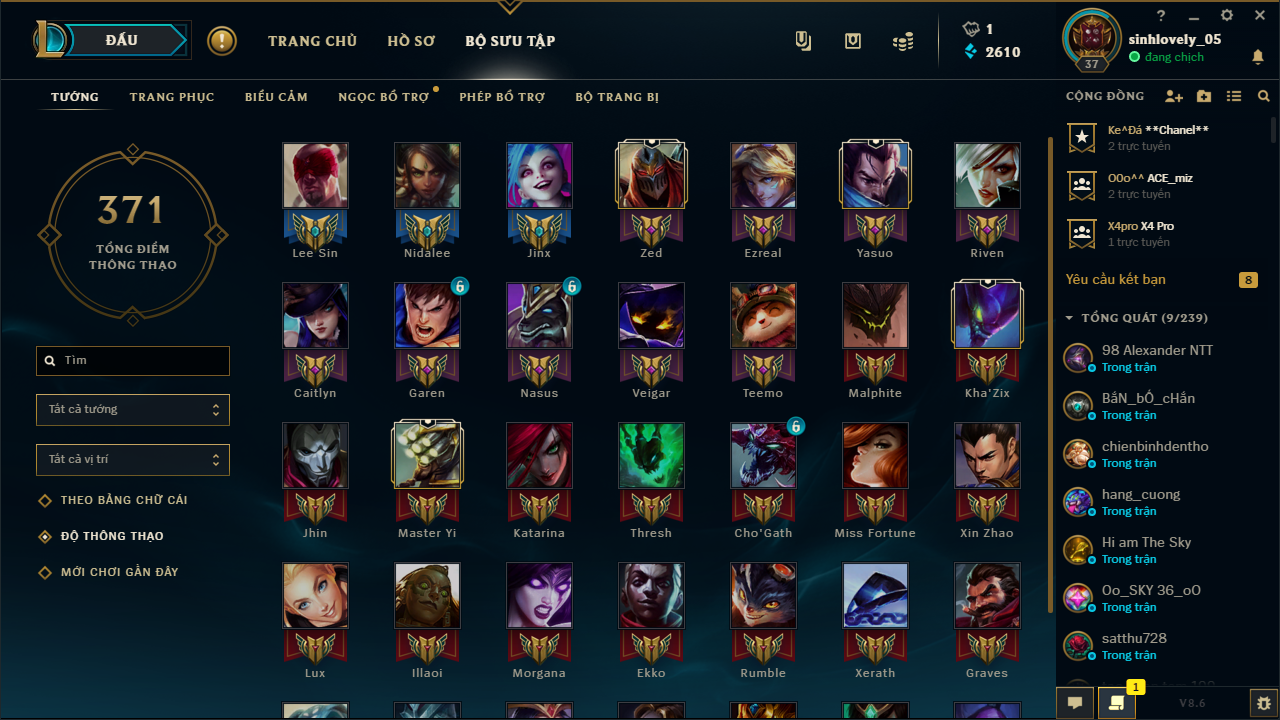 ĐẤU
!
TRANG CHỦ
HỒ SƠ
BỘ SƯU TẬP
1
2610
?
37
sinhlovely_05
đang chịch
TƯỚNG
TRANG PHỤC
BIỂU CẢM
NGỌC BỔ TRỢ
PHÉP BỔ TRỢ
BỘ TRANG BỊ
371
TỔNG ĐIỂM
THÔNG THẠO
Tìm
Tất cả tướng
Tất cả vị trí
THEO BẢNG CHỮ CÁI
ĐỘ THÔNG THẠO
MỚI CHƠI GẦN ĐÂY
Lee Sin
Nidalee
Jinx
Zed
Ezreal
Yasuo
Riven
6
6
Caitlyn
Garen
Nasus
Veigar
Teemo
Malphite
Kha'Zix
6
Jhin
Master Yi
Katarina
Thresh
Cho'Gath
Miss Fortune
Xin Zhao
Lux
Illaoi
Morgana
Ekko
Rumble
Xerath
Graves
CỘNG ĐỒNG
Ke^Đá **Chanel**
2 trực tuyến
OOo^^ ACE_miz
2 trực tuyến
X4pro X4 Pro
1 trực tuyến
Yêu cầu kết bạn
8
TỔNG QUÁT (9/239)
98 Alexander NTT
Trong trận
BắN_bỐ_cHắn
Trong trận
chienbinhdentho
Trong trận
hang_cuong
Trong trận
Hi am The Sky
Trong trận
Oo_SKY 36_oO
Trong trận
satthu728
Trong trận
1
V8.6